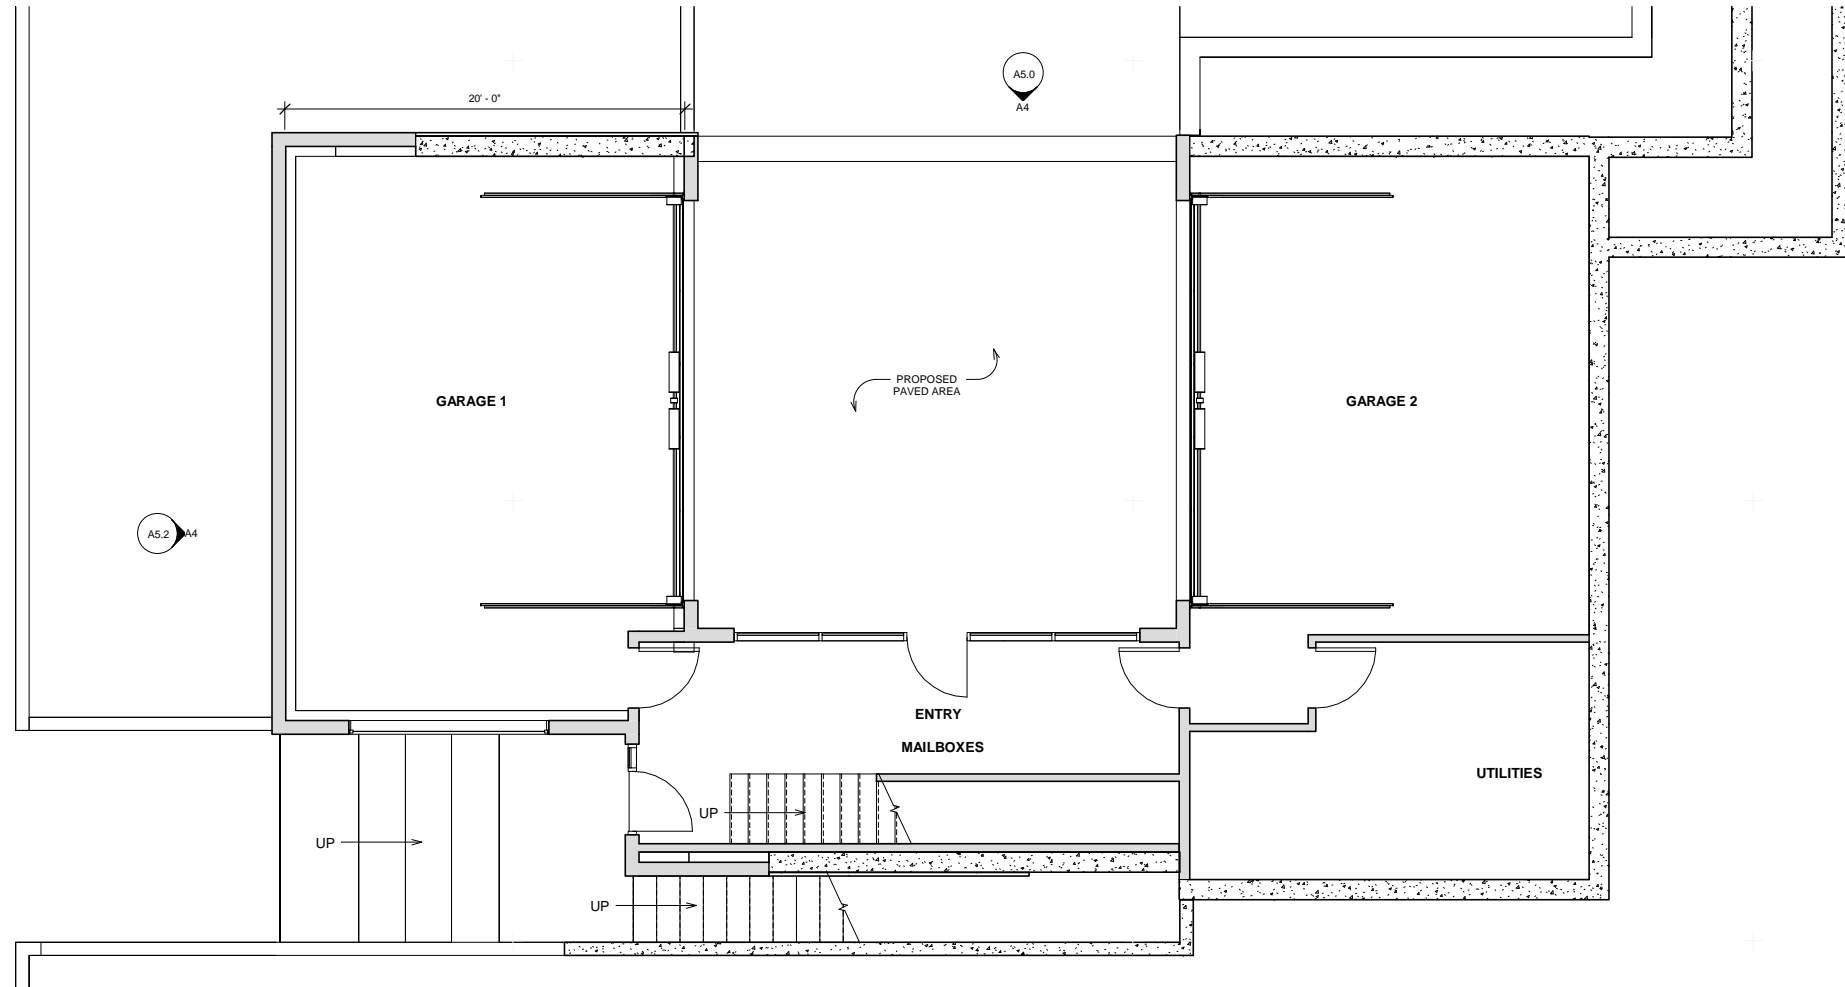 A5.0
A4
20' - 0"
PROPOSED
PAVED AREA
GARAGE 1
GARAGE 2
A5.2
A4
ENTRY
MAILBOXES
UTILITIES
UP
UP
UP